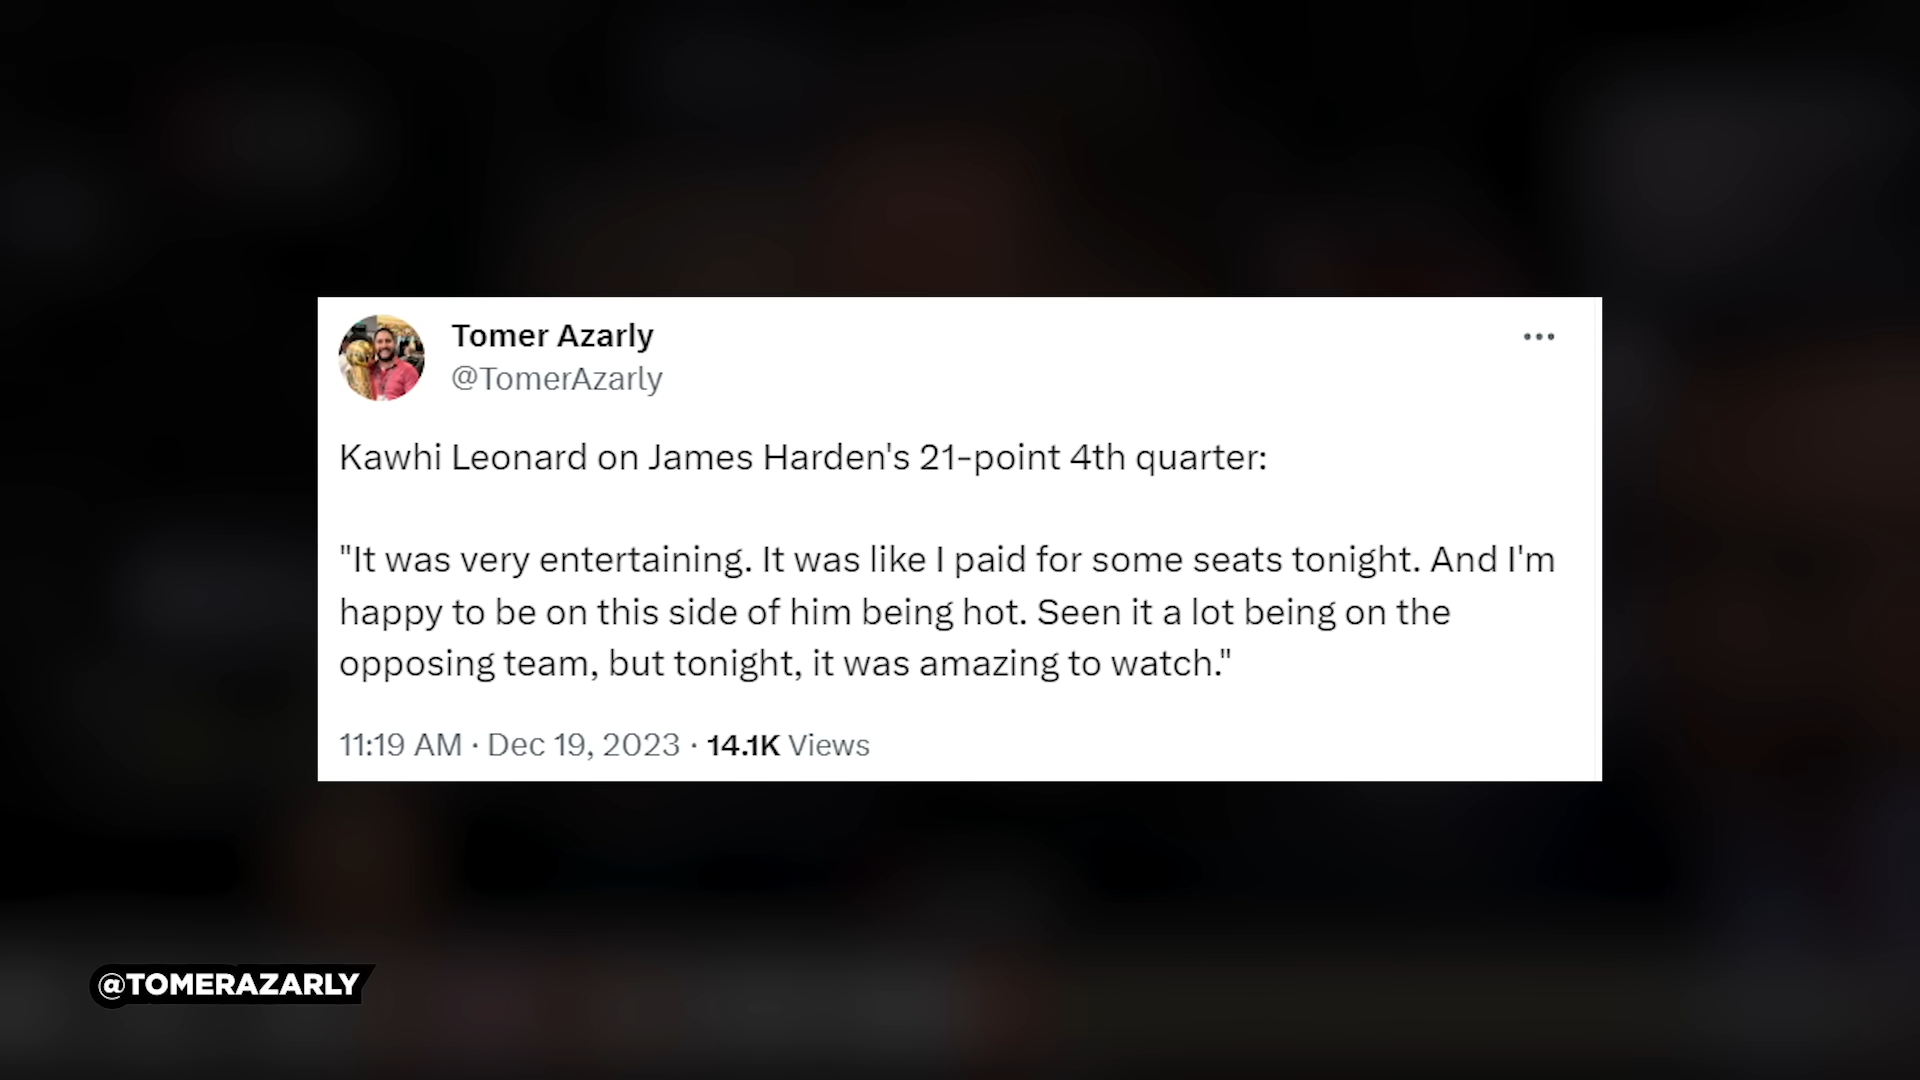 Tomer Azarly
@TomerAzarly
Kawhi Leonard on James Harden's 21-point 4th quarter:
"It was very entertaining. It was like I paid for some seats tonight. And I'm
happy to be on this side of him being hot. Seen it a lot being on the
opposing team, but tonight, it was amazing to watch."
11:19 AM · Dec 19, 2023 · 14.1K Views
@TOMERAZARLY